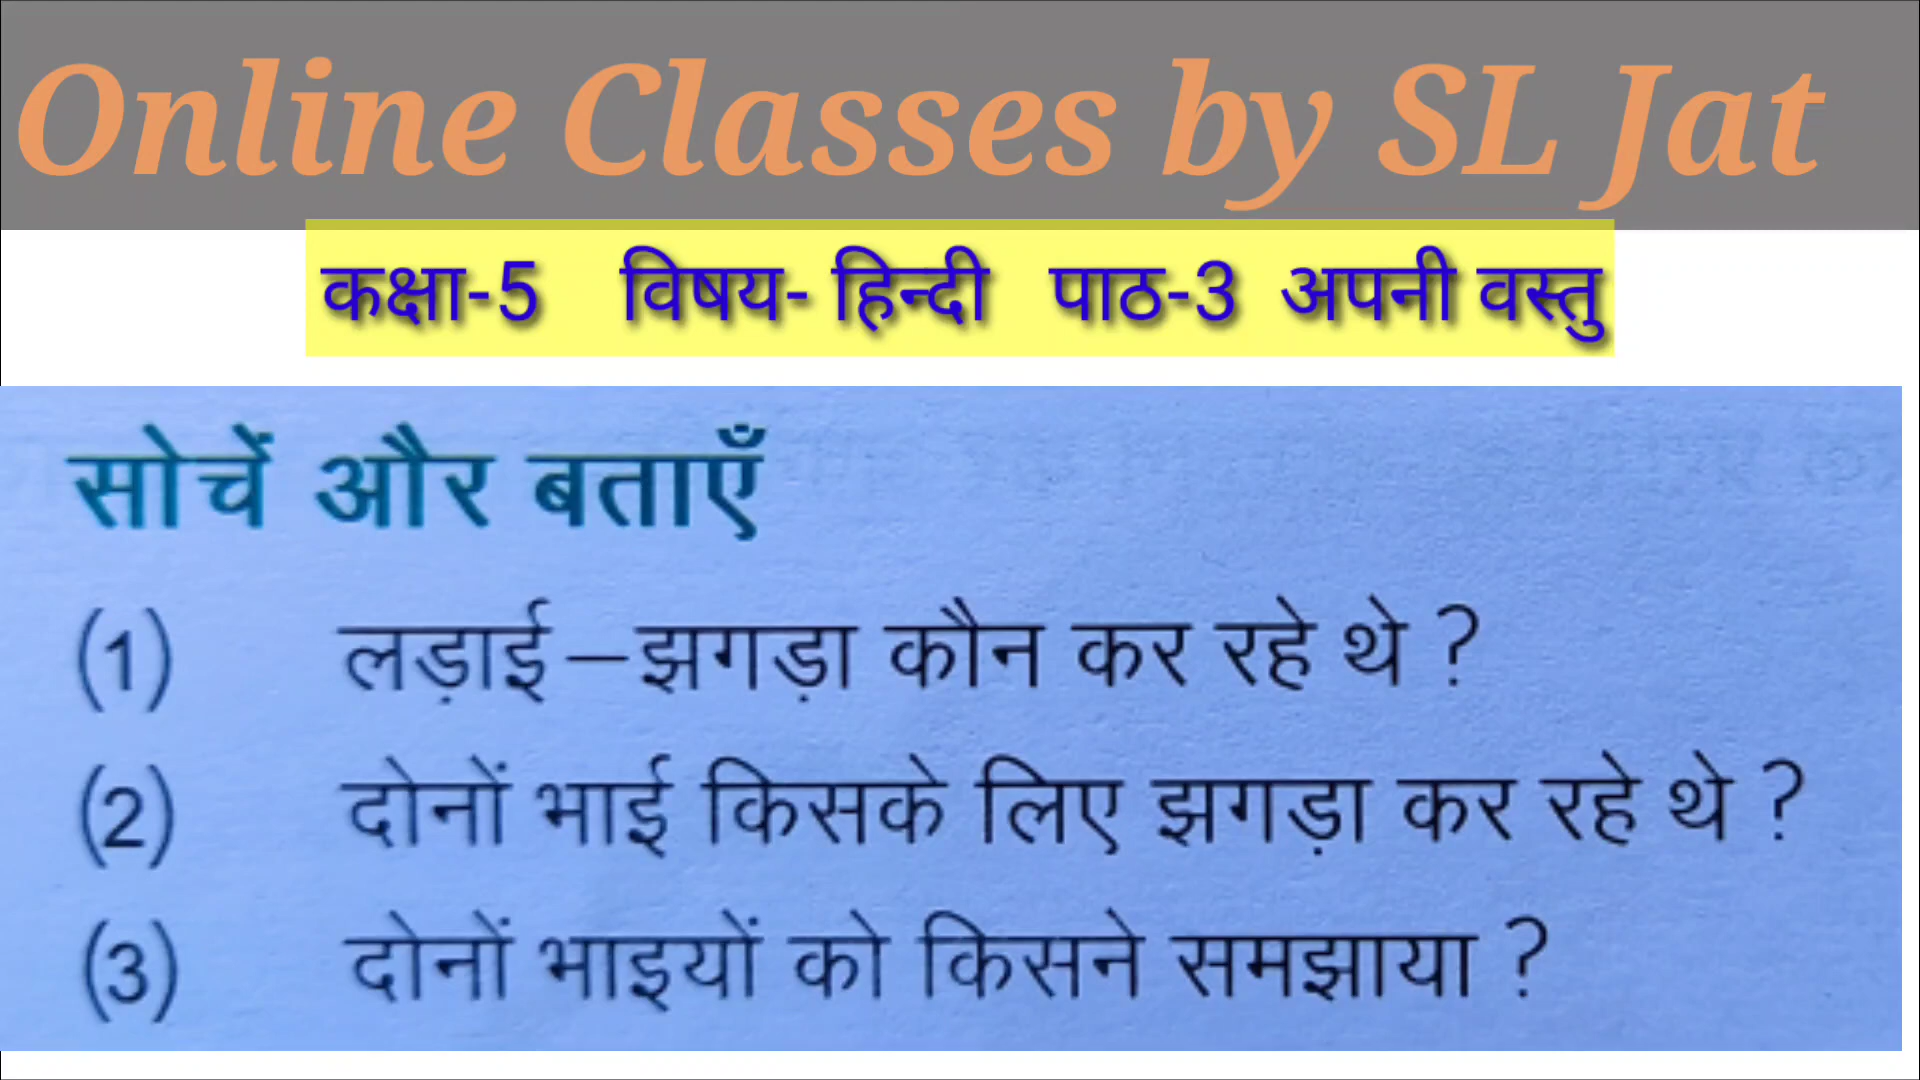 Online Classes by SL Jat
कक्षा-5 विषय- हिन्दी पाठ-3 अपनी वस्तु
सोचें और बताएँ
(1) लड़ाई–झगड़ा कौन कर रहे थे ?
(2) दोनों भाई किसके लिए झगड़ा कर रहे थे ?
(3) दोनों भाइयों को किसने समझाया ?